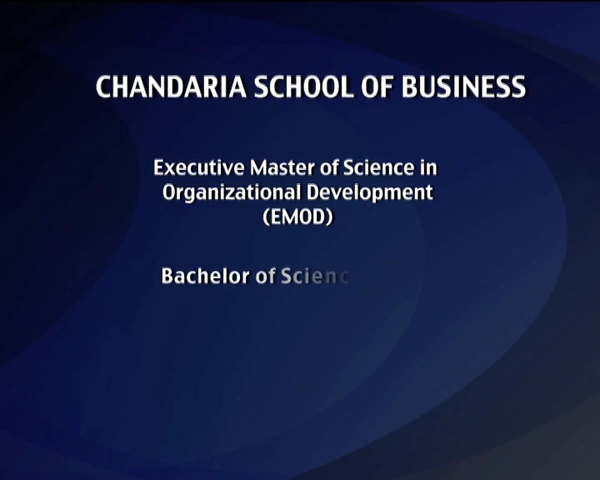 CHANDARIA SCHOOL OF BUSINESS
Executive Master of Science in
Organizational Development
(EMOD)
Bachelor of Scienc